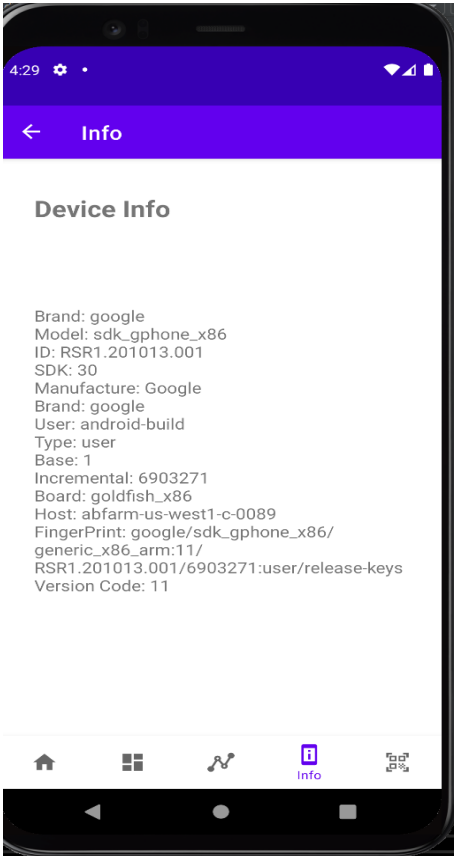 4:29
Info
Device Info
Brand: google
Model: sdk_gphone_x86
ID: RSR1.201013.001
SDK: 30
Manufacture: Google
Brand: google
User: android-build
Type: user
Base: 1
Incremental: 6903271
Board: goldfish_x86
Host: abfarm-us-west1-c-0089
FingerPrint: google/sdk_gphone_x86/
generic_x86_arm:11/
RSR1.201013.001/6903271:user/release-keys
Version Code: 11
Info